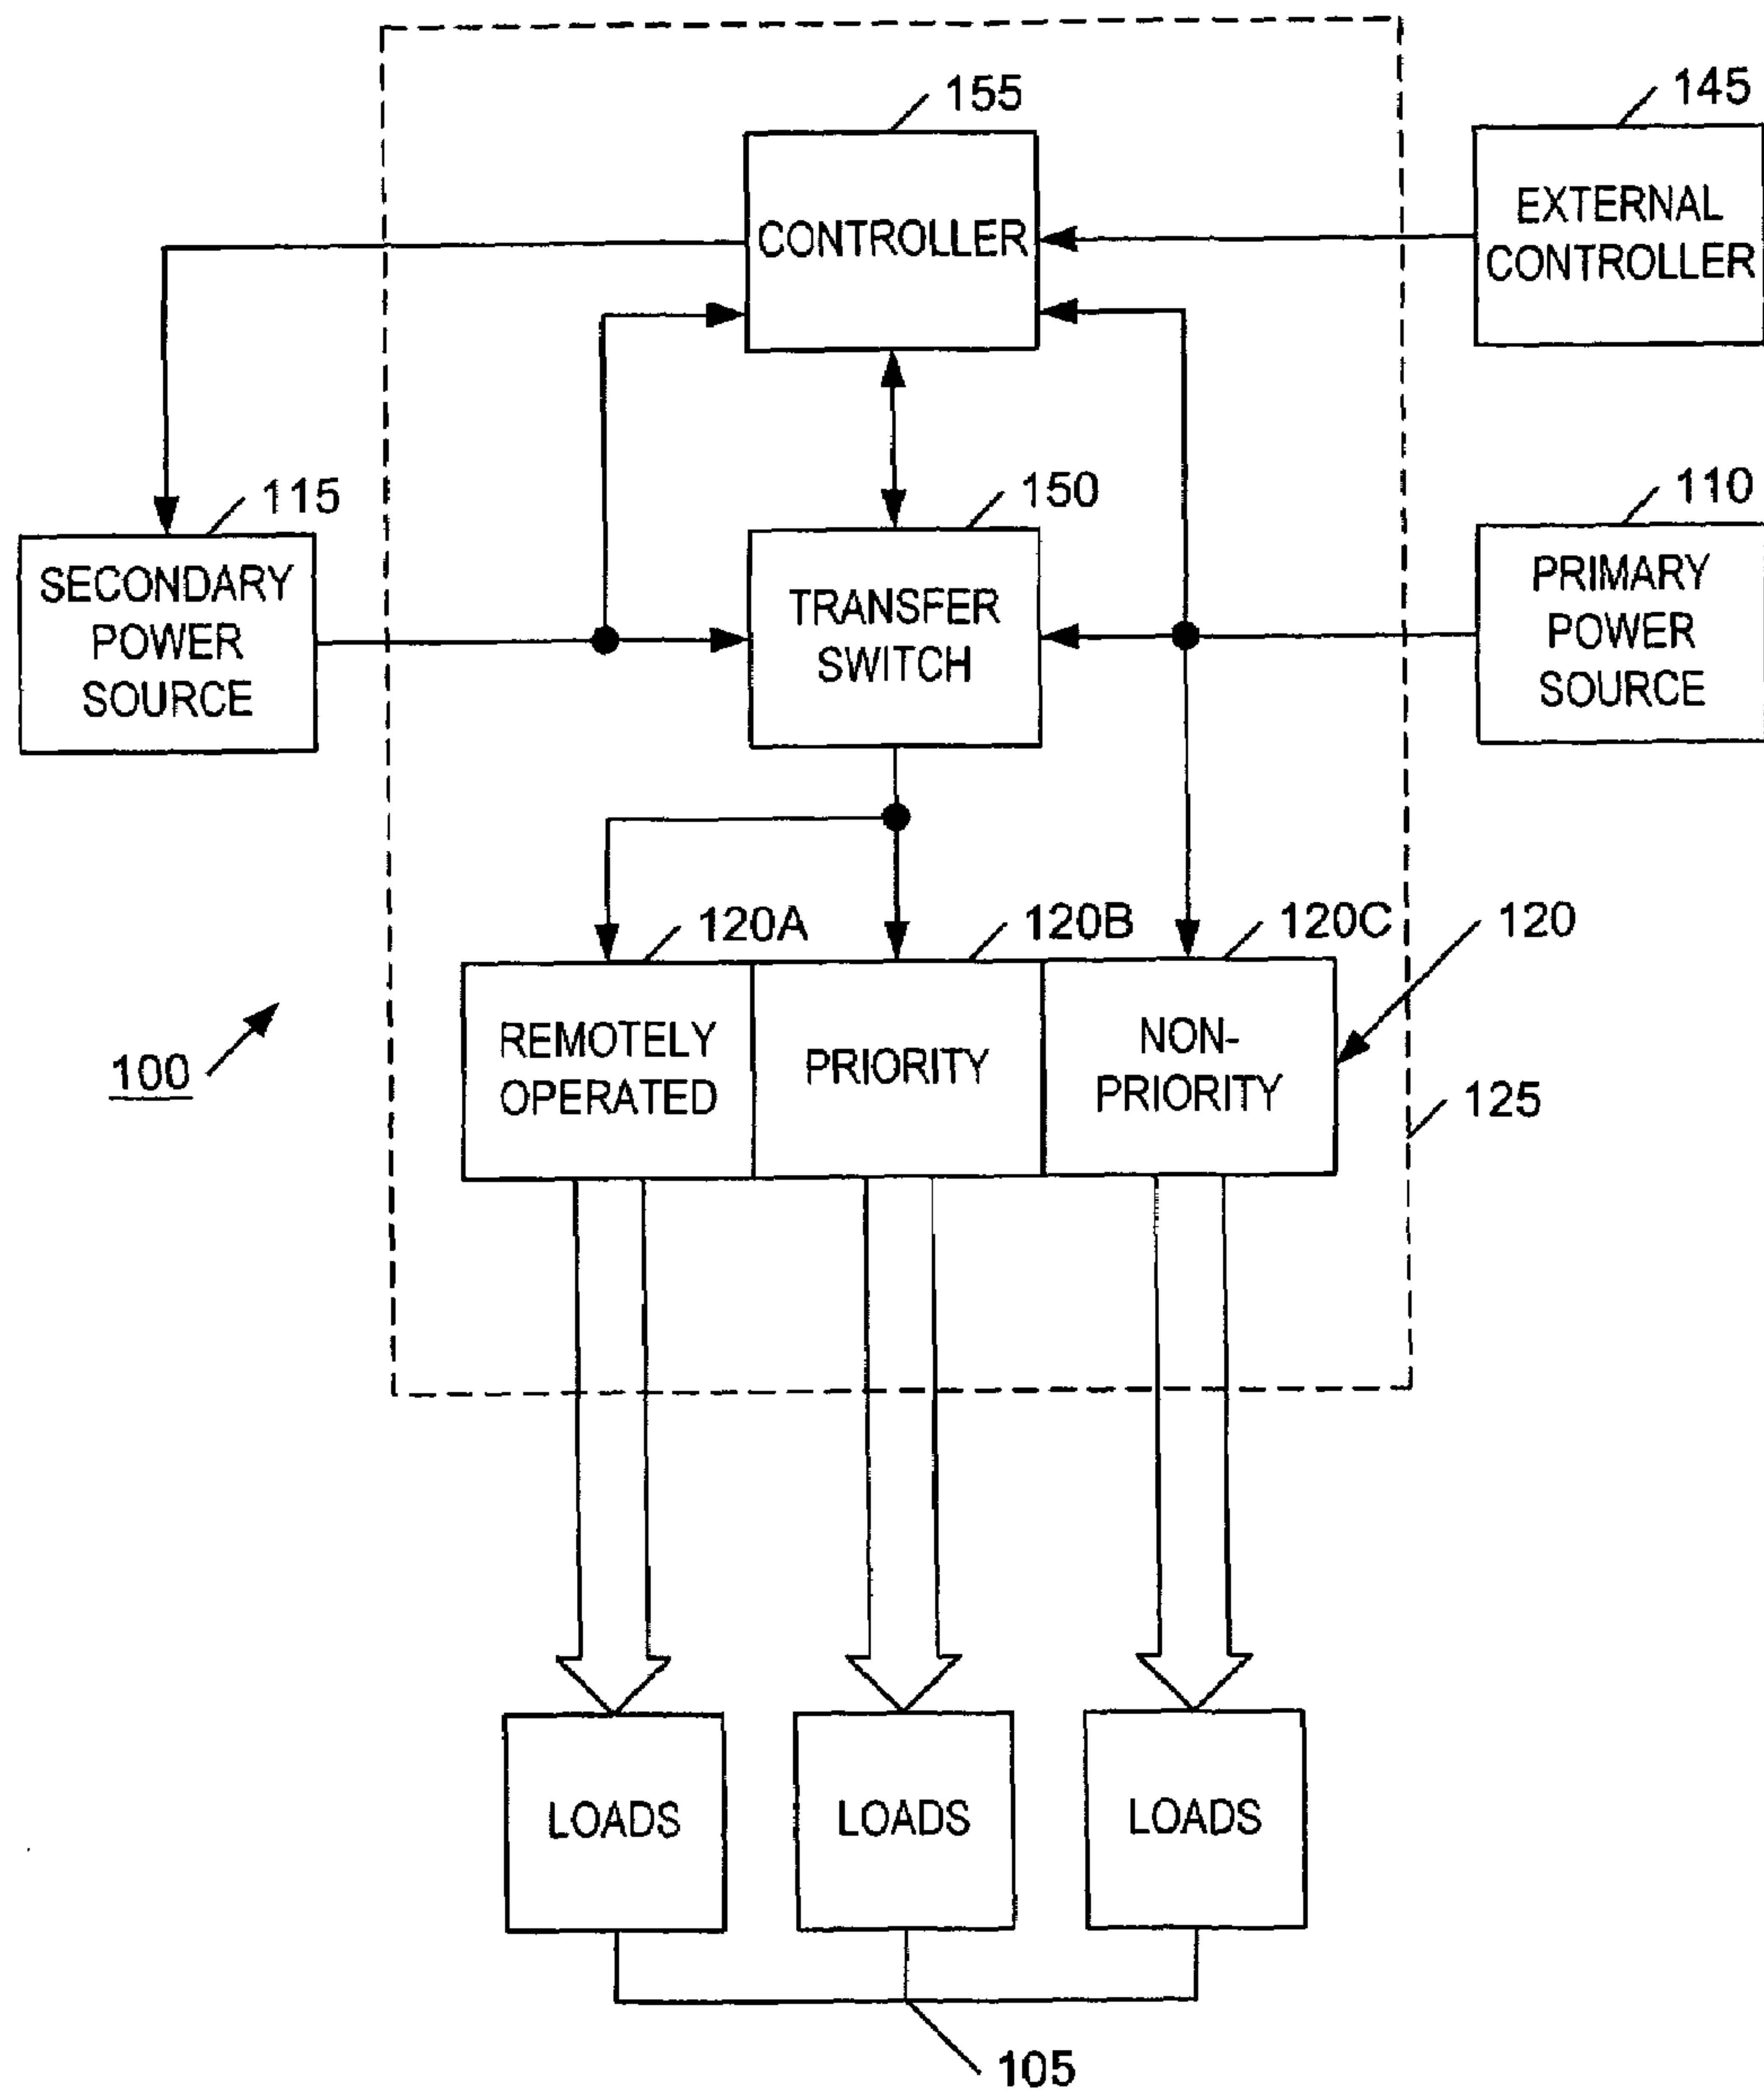 155
145
CONTROLLER
EXTERNAL
CONTROLLER
115
150
110
SECONDARY
POWER
SOURCE
TRANSFER
SWITCH
PRIMARY
POWER
SOURCE
120A
120B
120C
120
REMOTELY
OPERATED
PRIORITY
NON-
PRIORITY
100
125
LOADS
LOADS
LOADS
105